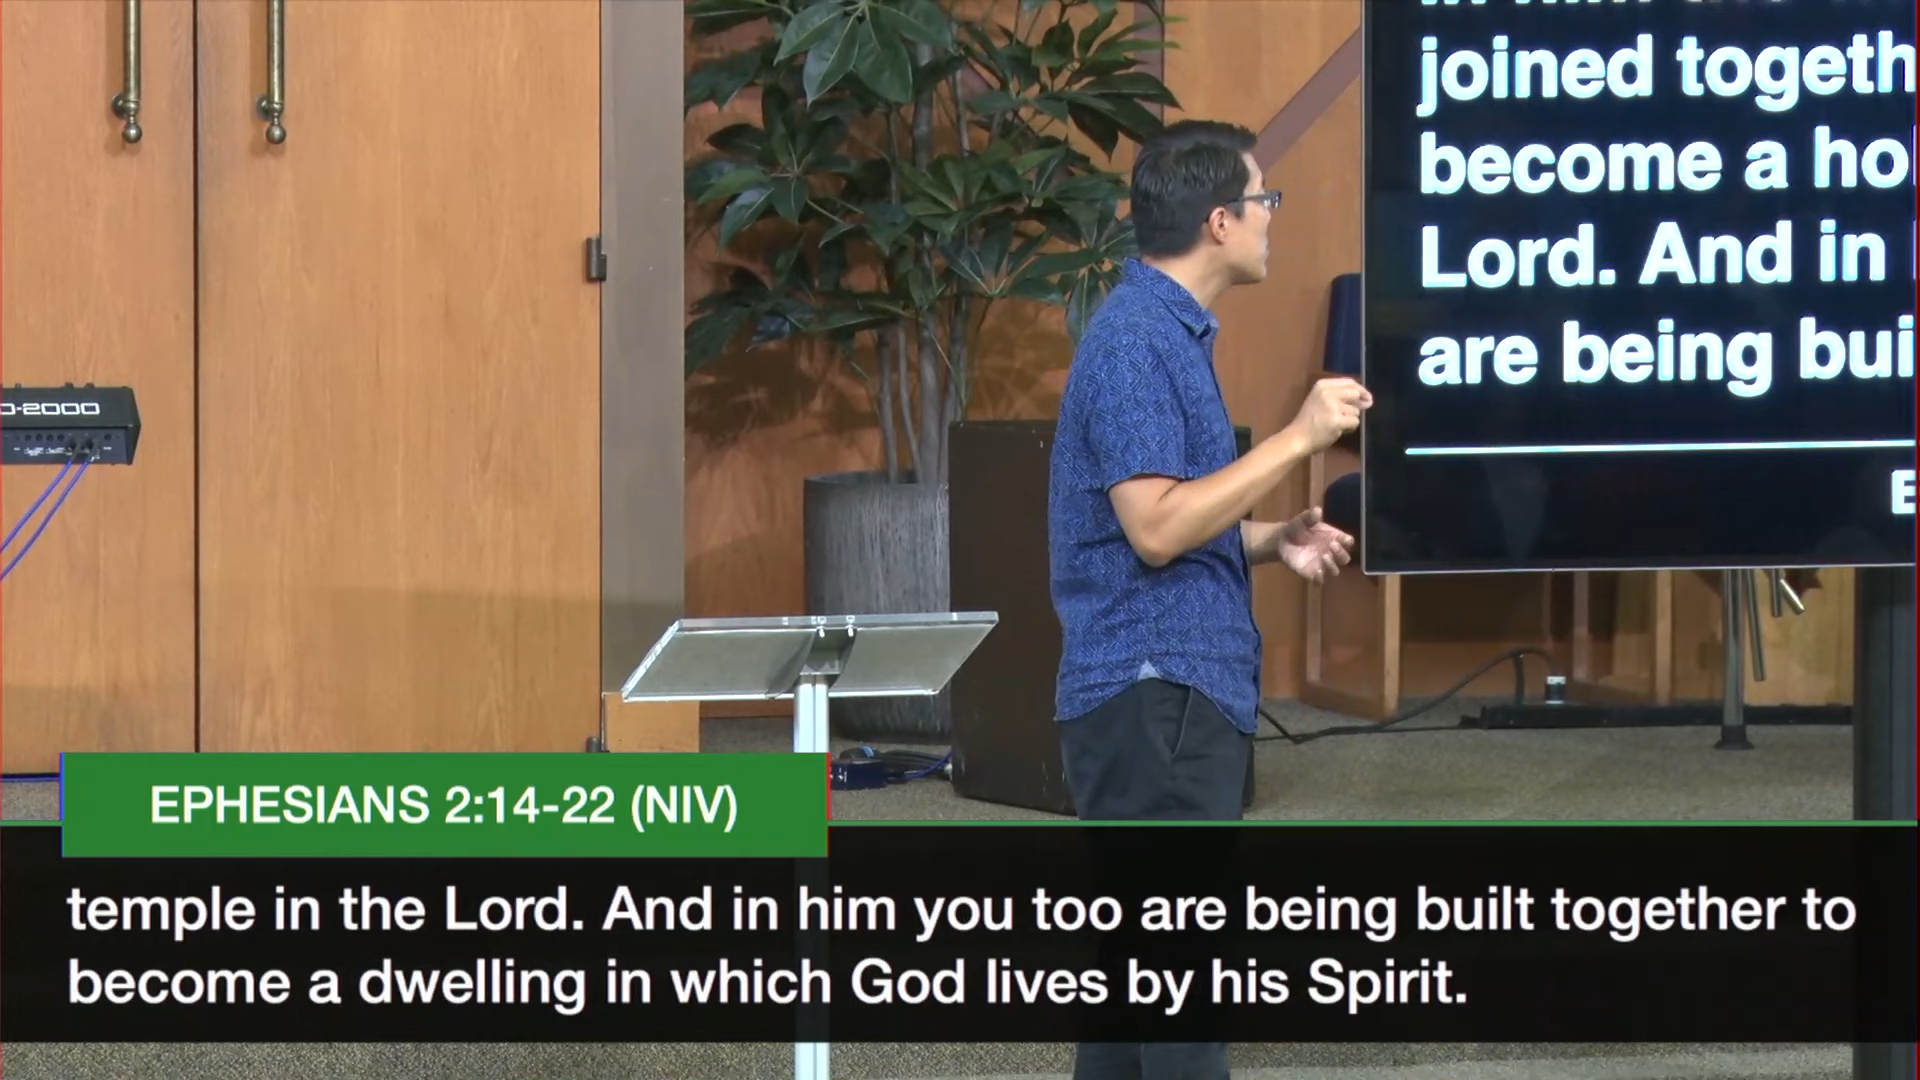 joined togeth
become a ho
Lord. And in
are being bui
-2000
EPHESIANS 2:14-22 (NIV)
temple in the Lord. And in him you too are being built together to
become a dwelling in which God lives by his Spirit.